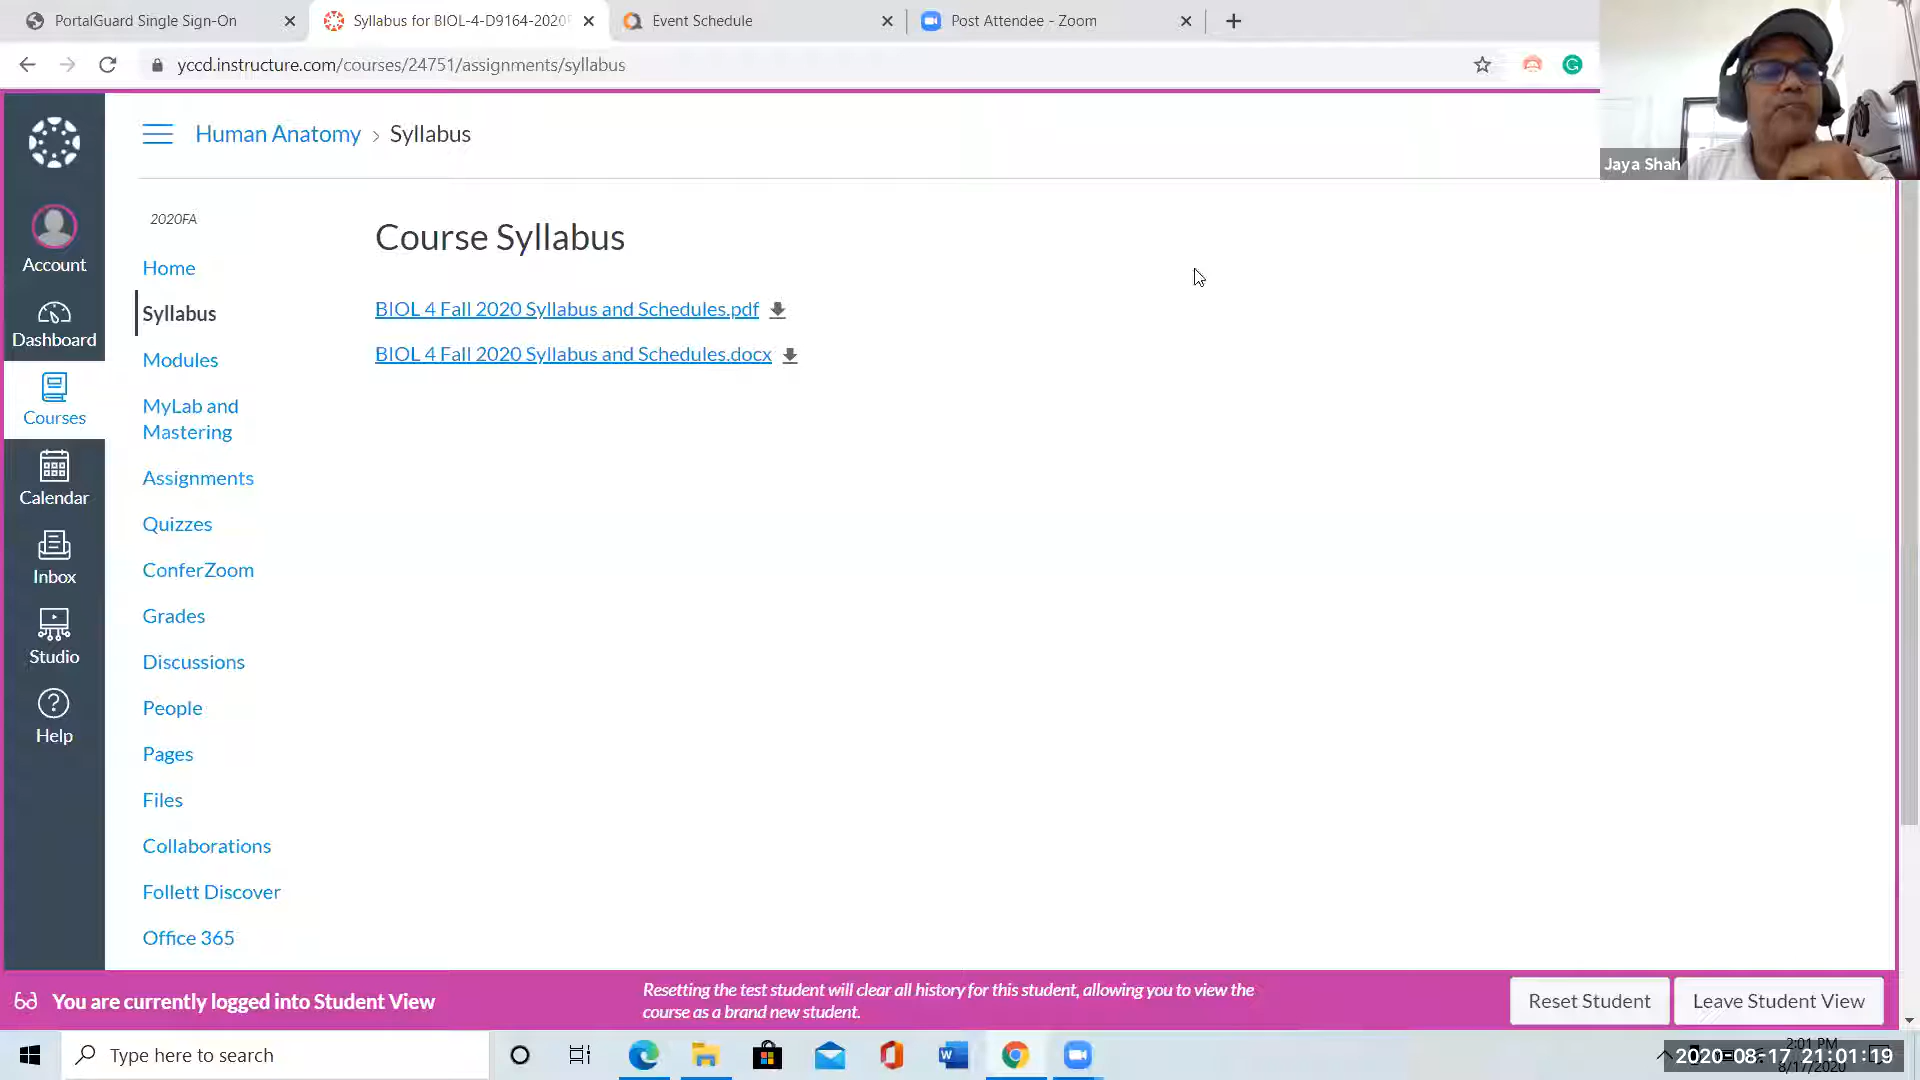 PortalGuard Single Sign-On
Syllabus for BIOL-4-D9164-2020
Event Schedule
Post Attendee - Zoom
yccd.instructure.com/courses/24751/assignments/syllabus
Jaya Shah
Human Anatomy > Syllabus
Account
Dashboard
Courses
Calendar
Inbox
Studio
Help
2020FA
Home
Syllabus
Modules
MyLab and
Mastering
Assignments
Quizzes
ConferZoom
Grades
Discussions
People
Pages
Files
Collaborations
Follett Discover
Office 365
Course Syllabus
BIOL 4 Fall 2020 Syllabus and Schedules.pdf
BIOL 4 Fall 2020 Syllabus and Schedules.docx
You are currently logged into Student View
Resetting the test student will clear all history for this student, allowing you to view the
course as a brand new student.
Reset Student
Leave Student View
Type here to search
2:01 PM
2020-08-17 21:01:19
8/17/2020